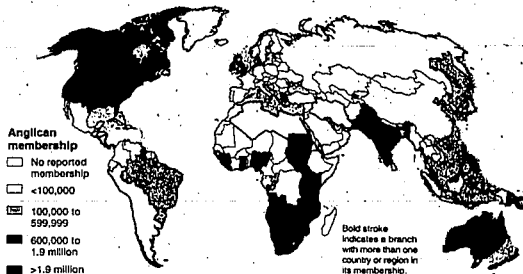 Anglican
membership
No reported
membership
<100,000
100,000 to
599,999
600,000 to
1.9 million
>1.9 million
Bold stroke
indicates a branch
with more than one
country or region in
its membership.